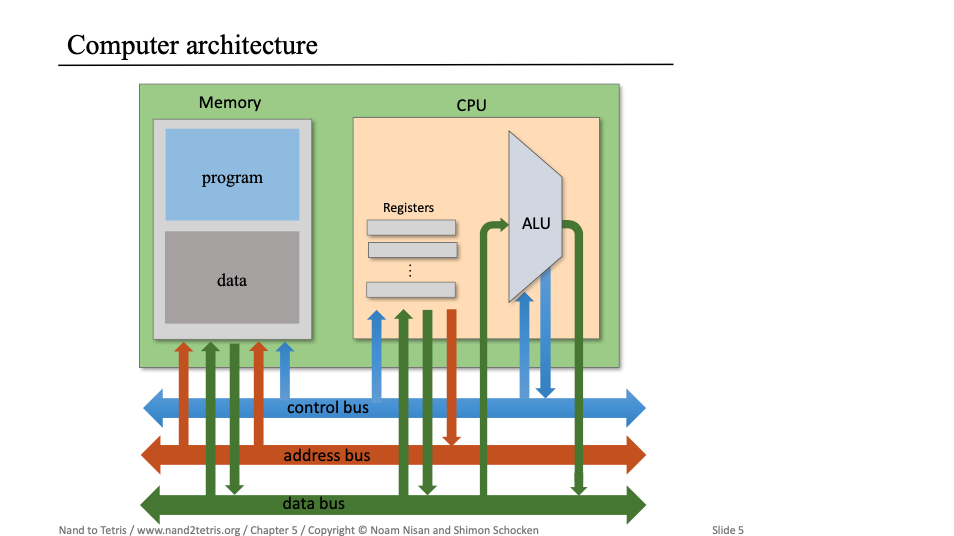 Computer architecture
Memory
CPU
program
data
Registers
⋮
ALU
control bus
address bus
data bus
Nand to Tetris / www.nand2tetris.org / Chapter 5 / Copyright © Noam Nisan and Shimon Schocken
Slide 5